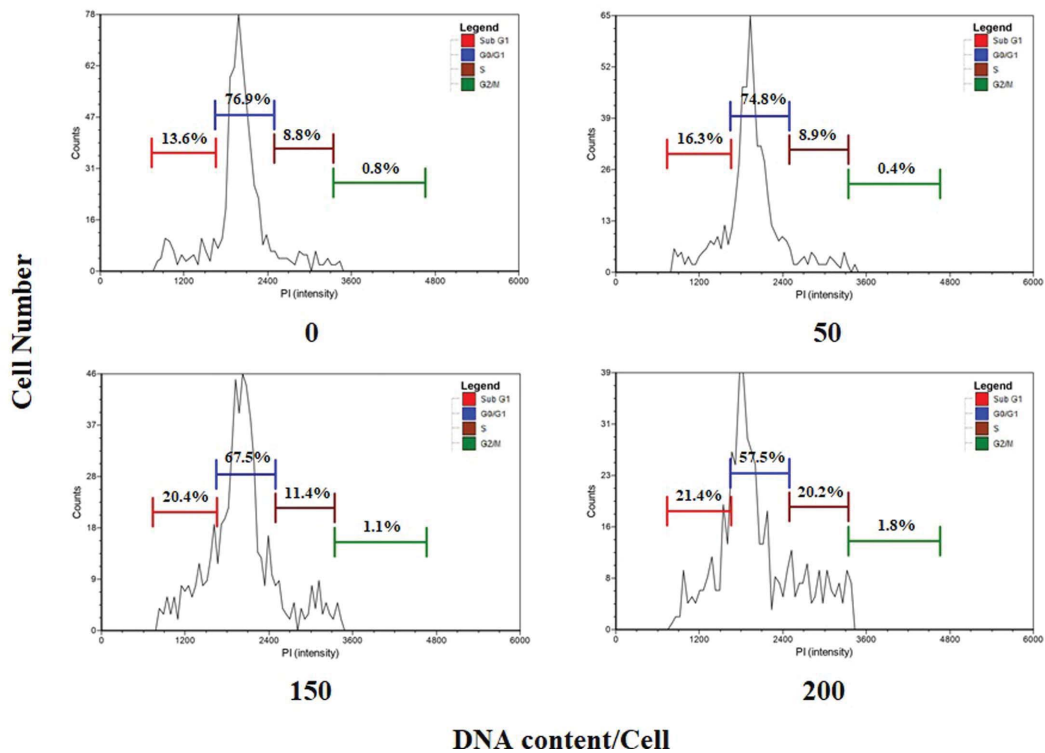 Cell Number
78
62
47
31
16
0
Counts
13.6%
76.9%
8.8%
0.8%
Legend
Sub G1
G0/G1
S
G2/M
0 1200 2400 3600 4800 6000
PI (intensity)
0
65
52
39
26
13
0
Counts
16.3%
74.8%
8.9%
0.4%
Legend
Sub G1
G0/G1
S
G2/M
0 1200 2400 3600 4800 6000
PI (intensity)
50
46
37
28
18
9
0
Counts
20.4%
67.5%
11.4%
1.1%
Legend
Sub G1
G0/G1
S
G2/M
0 1200 2400 3600 4800 6000
PI (intensity)
150
39
31
23
16
8
0
Counts
21.4%
57.5%
20.2%
1.8%
Legend
Sub G1
G0/G1
S
G2/M
0 1200 2400 3600 4800 6000
PI (intensity)
200
DNA content/Cell